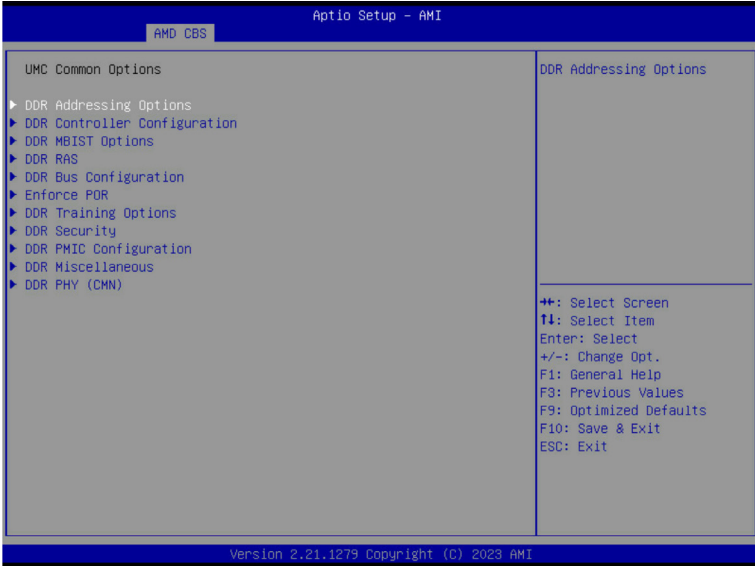 Aptio Setup – AMI
AMD CBS
UMC Common Options
DDR Addressing Options
DDR Controller Configuration
DDR MBIST Options
DDR RAS
DDR Bus Configuration
Enforce POR
DDR Training Options
DDR Security
DDR PMIC Configuration
DDR Miscellaneous
DDR PHY (CMN)
DDR Addressing Options
→←: Select Screen
↑↓: Select Item
Enter: Select
+/-: Change Opt.
F1: General Help
F3: Previous Values
F9: Optimized Defaults
F10: Save & Exit
ESC: Exit
Version 2.21.1279 Copyright (C) 2023 AMI